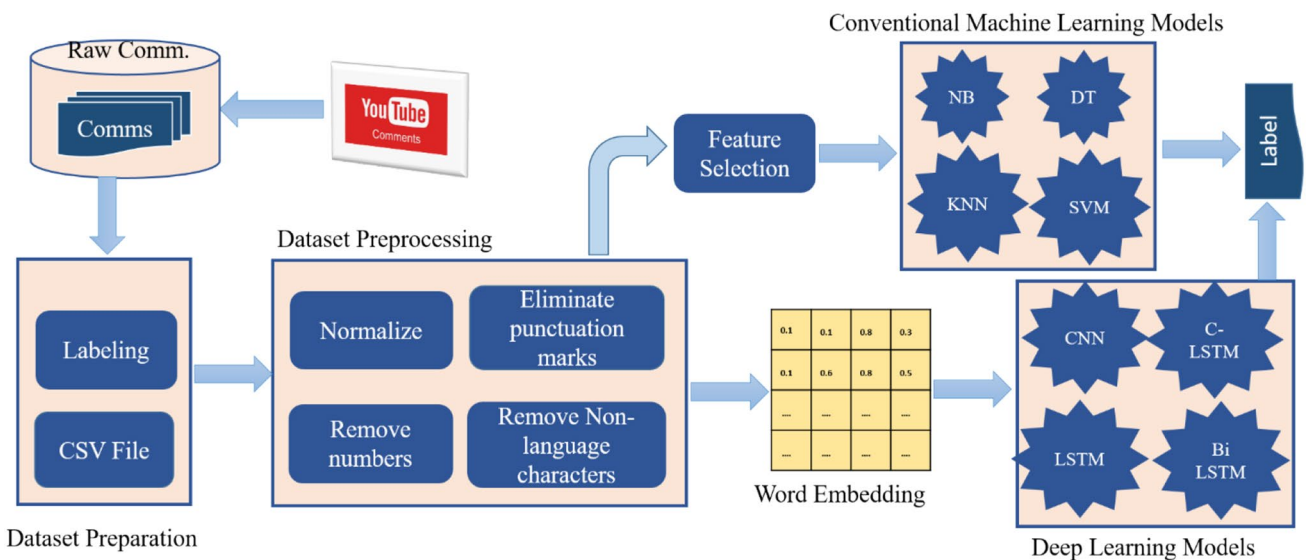 Raw Comm.
Comms
YouTube
Comments
Labeling
CSV File
Dataset Preparation
Dataset Preprocessing
Normalize
Eliminate
punctuation
marks
Remove
numbers
Remove Non-
language
characters
Feature
Selection
Conventional Machine Learning Models
NB
DT
KNN
SVM
Label
0.1 0.1 0.8 0.3
0.1 0.6 0.8 0.5
.... .... .... ....
.... .... .... ....
Word Embedding
CNN
C-
LSTM
LSTM
Bi
LSTM
Deep Learning Models